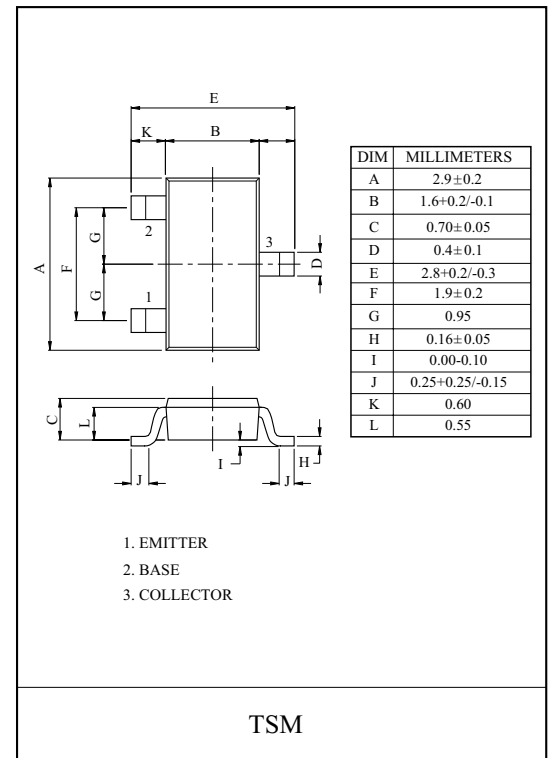 E
K B
DIM MILLIMETERS
A 2.9±0.2
B 1.6+0.2/-0.1
C 0.70±0.05
D 0.4±0.1
E 2.8+0.2/-0.3
F 1.9±0.2
G 0.95
H 0.16±0.05
I 0.00-0.10
J 0.25+0.25/-0.15
K 0.60
L 0.55
A
F
G
G
2
1
3
D
C
L
I
H
J
J
1. EMITTER
2. BASE
3. COLLECTOR
TSM